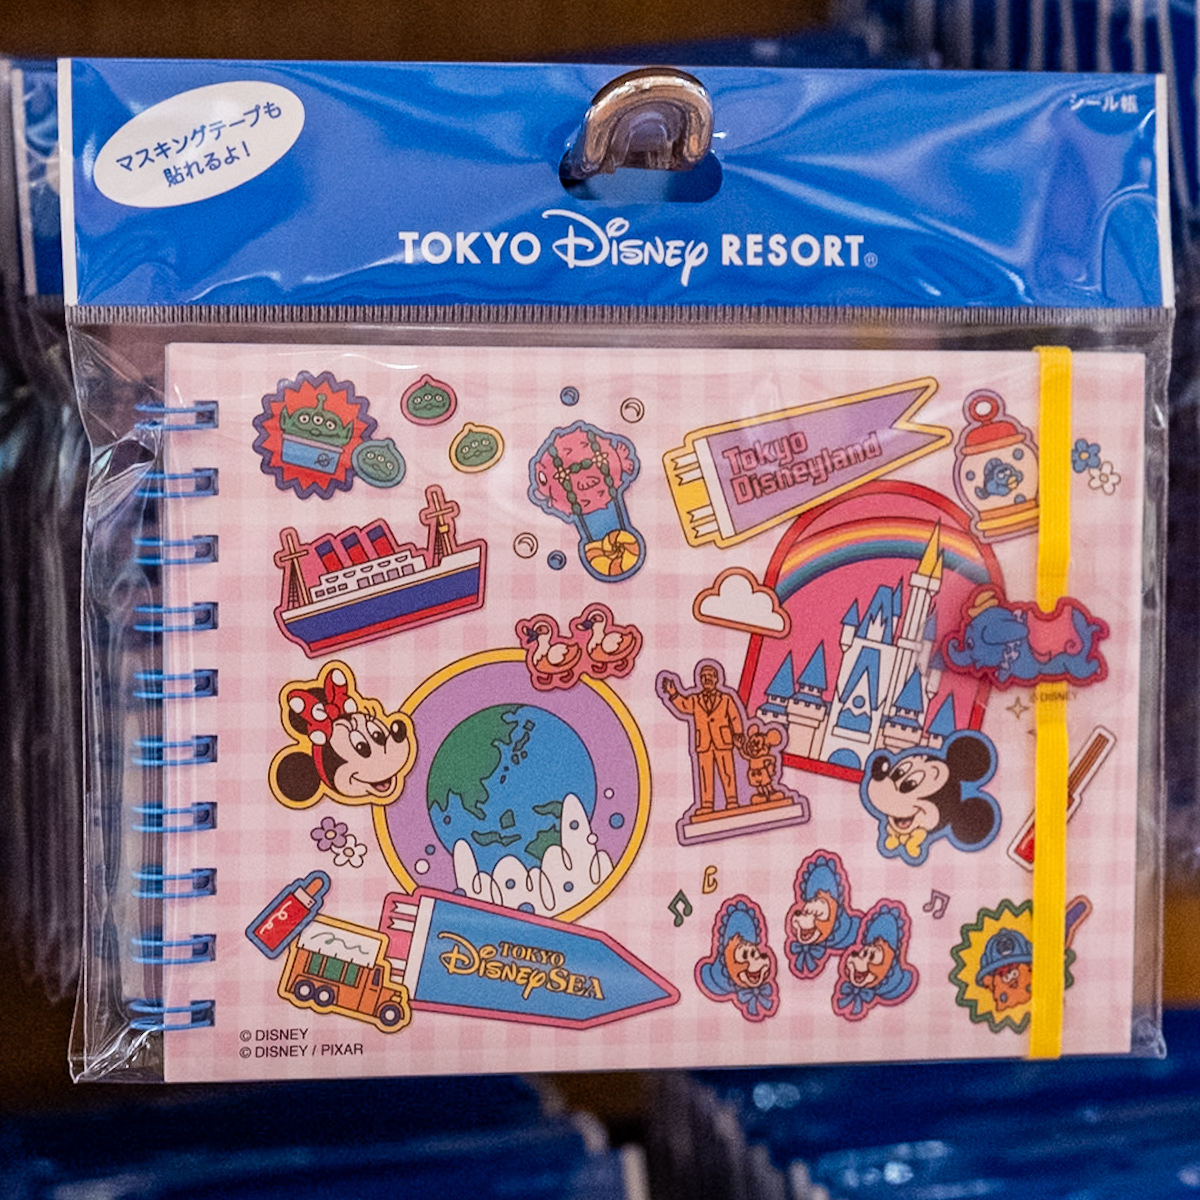 マスキングテープも
貼れるよ！
シール帳
TOKYO DISNEY RESORT®
Tokyo
Disneyland
© DISNEY
TOKYO
DISNEYSEA
© DISNEY
© DISNEY / PIXAR